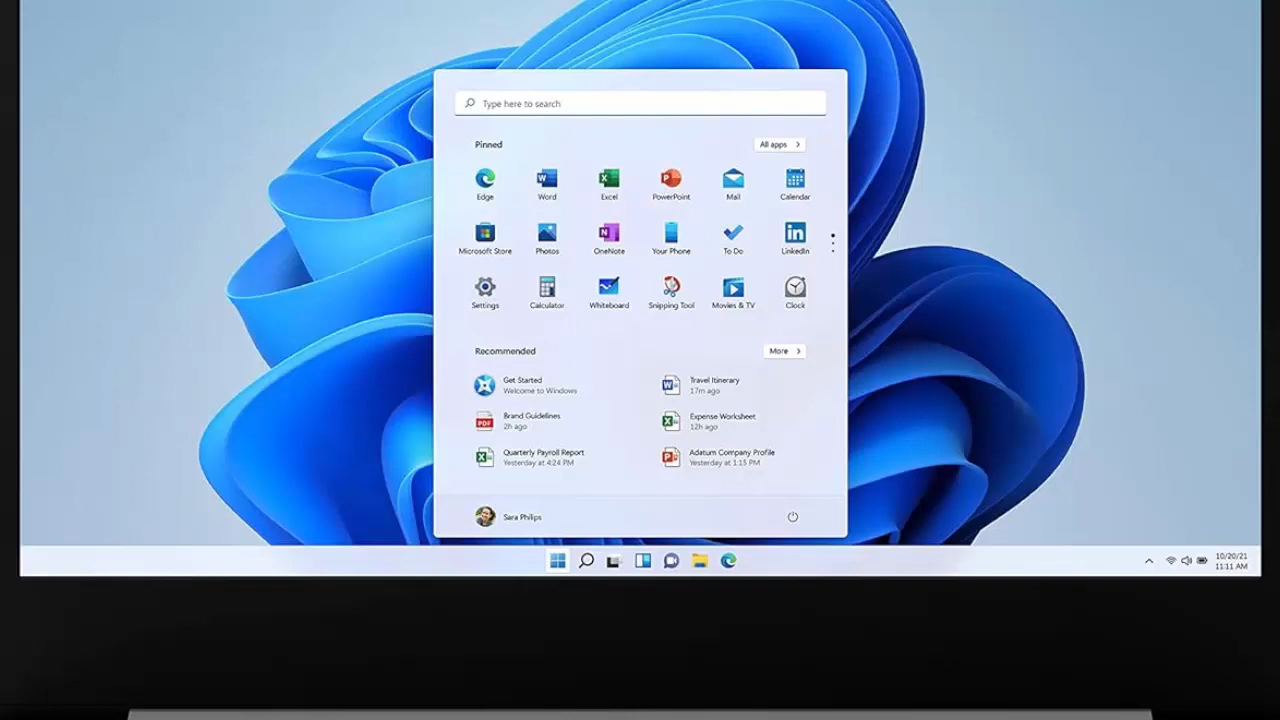 Type here to search
Pinned
All apps
Edge
Word
Excel
PowerPoint
Mail
Calendar
Microsoft Store
Photos
OneNote
Your Phone
To Do
LinkedIn
Settings
Calculator
Whiteboard
Snipping Tool
Movies & TV
Clock
Recommended
More
Get Started
Welcome to Windows
Travel Itinerary
17m ago
Brand Guidelines
2h ago
Expense Worksheet
12h ago
Quarterly Payroll Report
Yesterday at 4:24 PM
Adatum Company Profile
Yesterday at 1:15 PM
Sara Philips
10/20/21
11:11 AM